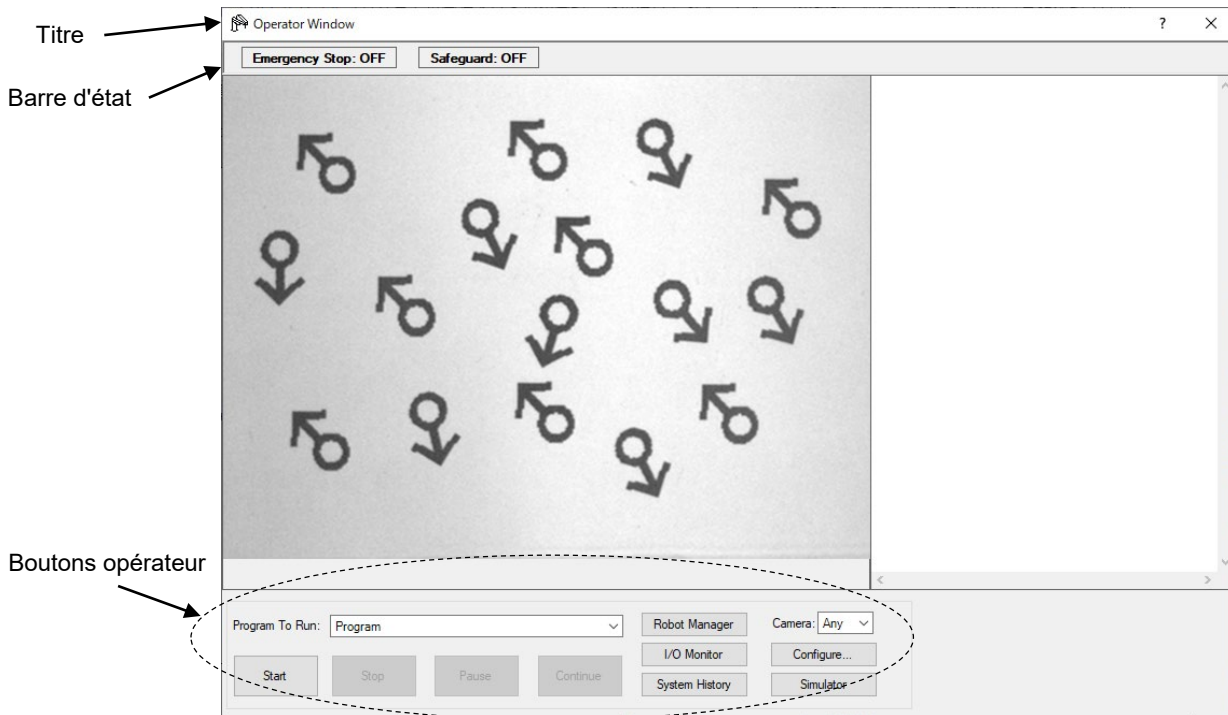 Titre
Operator Window
?
Emergency Stop: OFF
Safeguard: OFF
Barre d'état
Boutons opérateur
Program To Run:
Program
Robot Manager
Camera:
Any
I/O Monitor
Configure...
Start
Stop
Pause
Continue
System History
Simulator